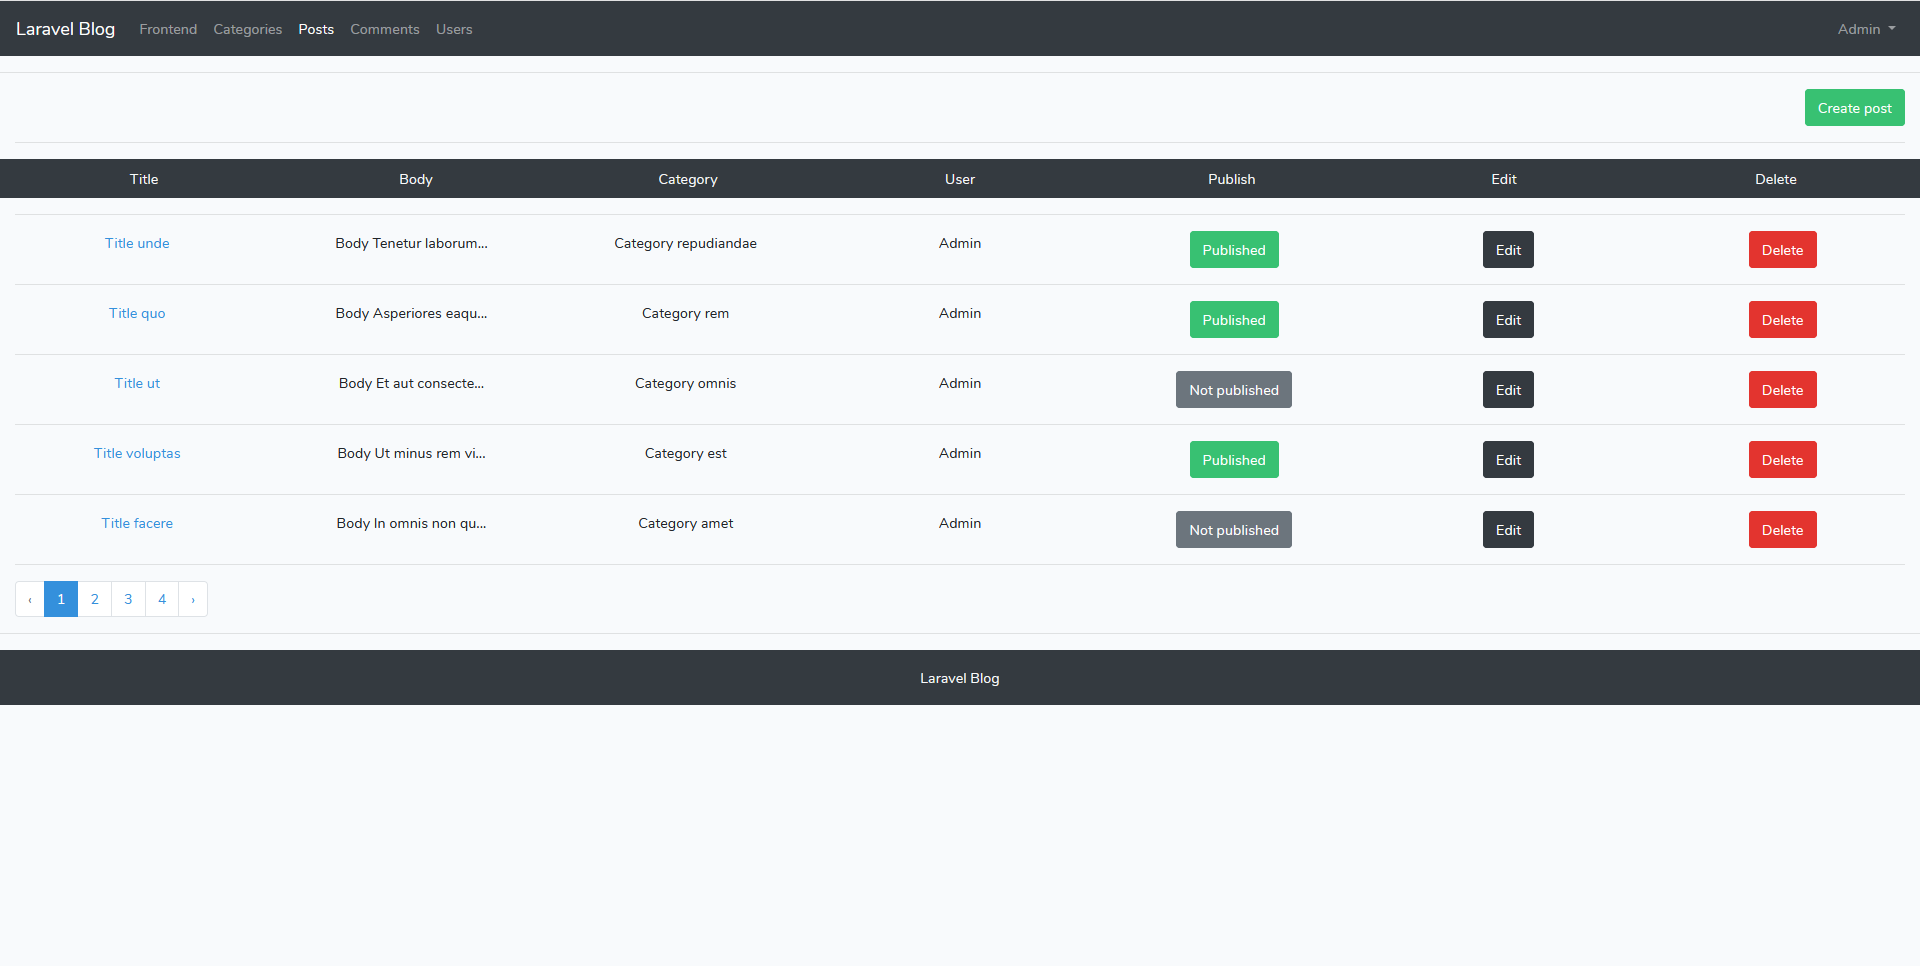 Laravel Blog Frontend Categories Posts Comments Users Admin
Create post
Title Body Category User Publish Edit Delete
Title unde Body Tenetur laborum... Category repudiandae Admin Published Edit Delete
Title quo Body Asperiores eaqu... Category rem Admin Published Edit Delete
Title ut Body Et aut consecte... Category omnis Admin Not published Edit Delete
Title voluptas Body Ut minus rem vi... Category est Admin Published Edit Delete
Title facere Body In omnis non qu... Category amet Admin Not published Edit Delete
‹ 1 2 3 4 ›
Laravel Blog